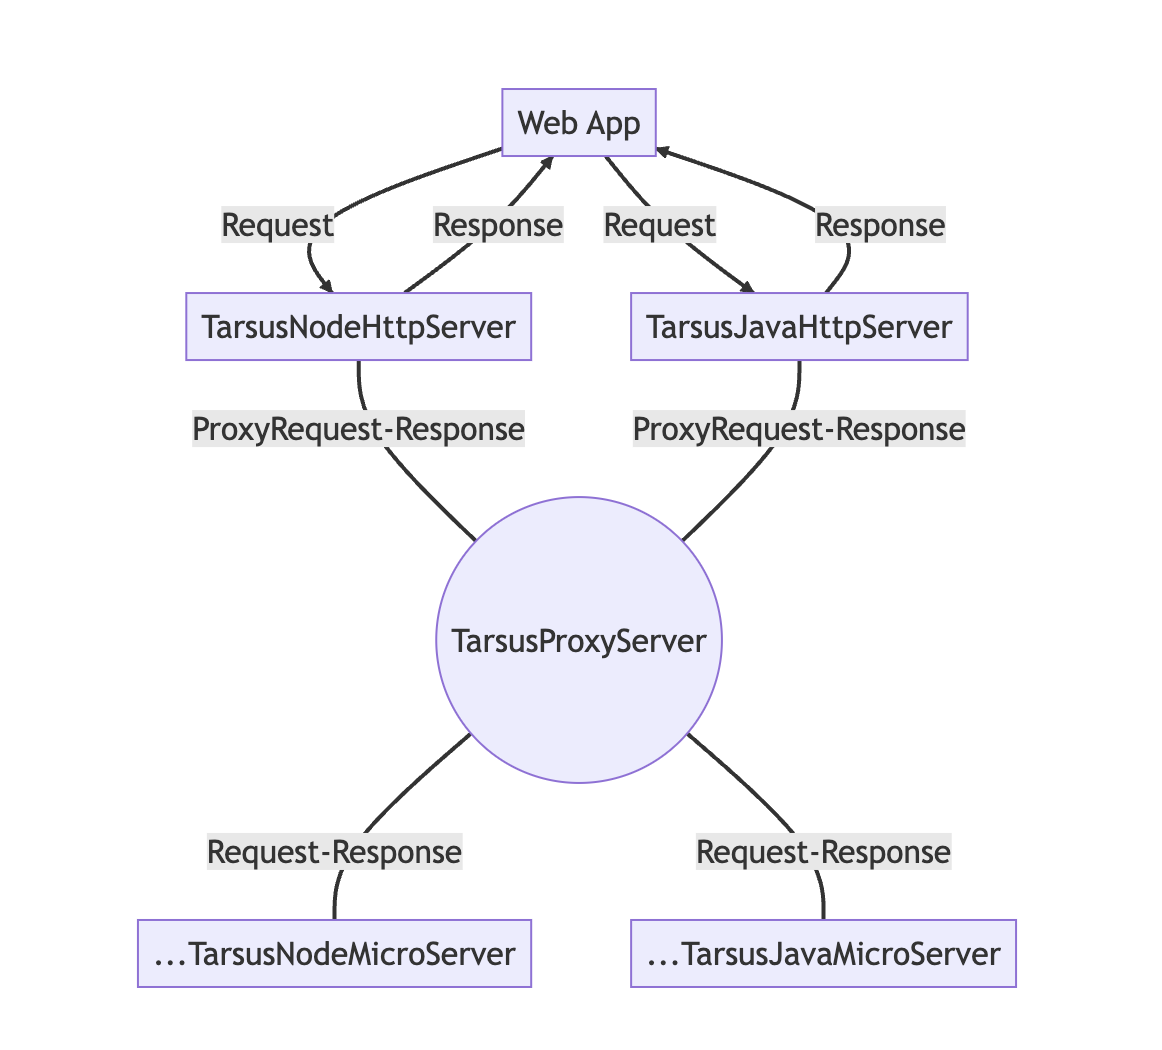 Web App
Request
Response
Request
Response
TarsusNodeHttpServer
TarsusJavaHttpServer
ProxyRequest-Response
ProxyRequest-Response
TarsusProxyServer
Request-Response
Request-Response
...TarsusNodeMicroServer
...TarsusJavaMicroServer